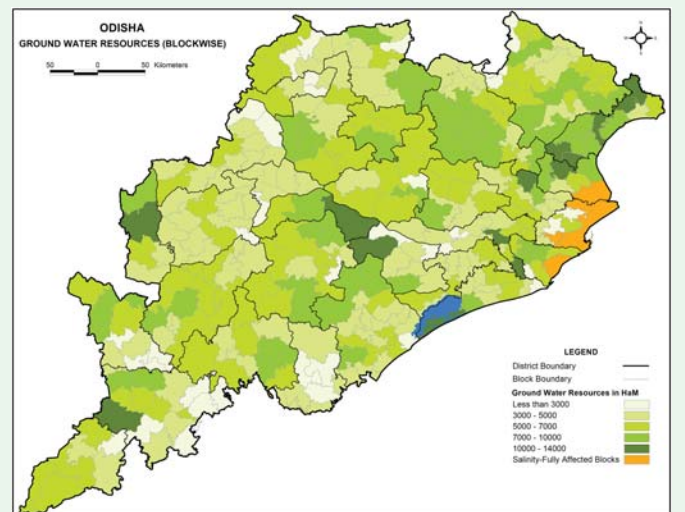 ODISHA
GROUND WATER RESOURCES (BLOCKWISE)
50 0 50 Kilometers
N
W E
S
LEGEND
District Boundary
Block Boundary
Ground Water Resources in HaM
Less than 3000
3000 - 5000
5000 - 7000
7000 - 10000
10000 - 14000
Salinity-Fully Affected Blocks